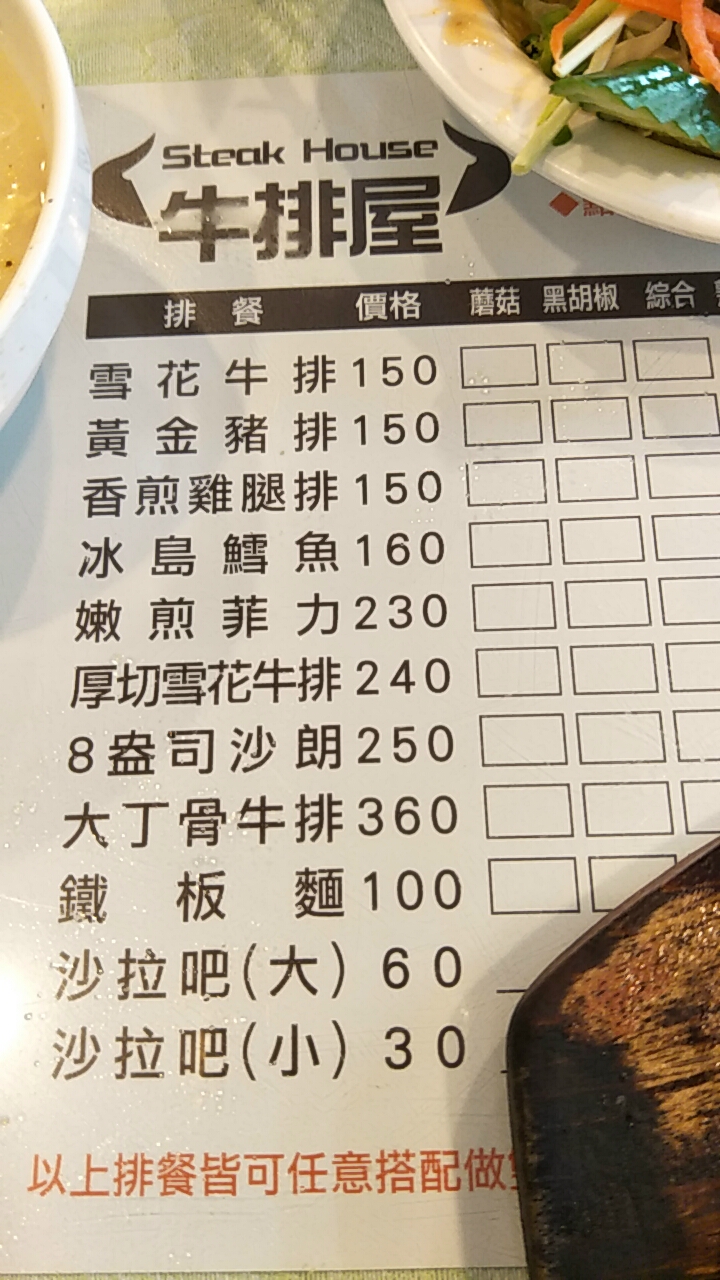 Steak House
牛排屋
排餐 價格 蘑菇 黑胡椒 綜合
雪花牛排 150
黃金豬排 150
香煎雞腿排 150
冰島鱈魚 160
嫩煎菲力 230
厚切雪花牛排 240
8盎司沙朗 250
大丁骨牛排 360
鐵板麵 100
沙拉吧(大) 60
沙拉吧(小) 30
以上排餐皆可任意搭配做